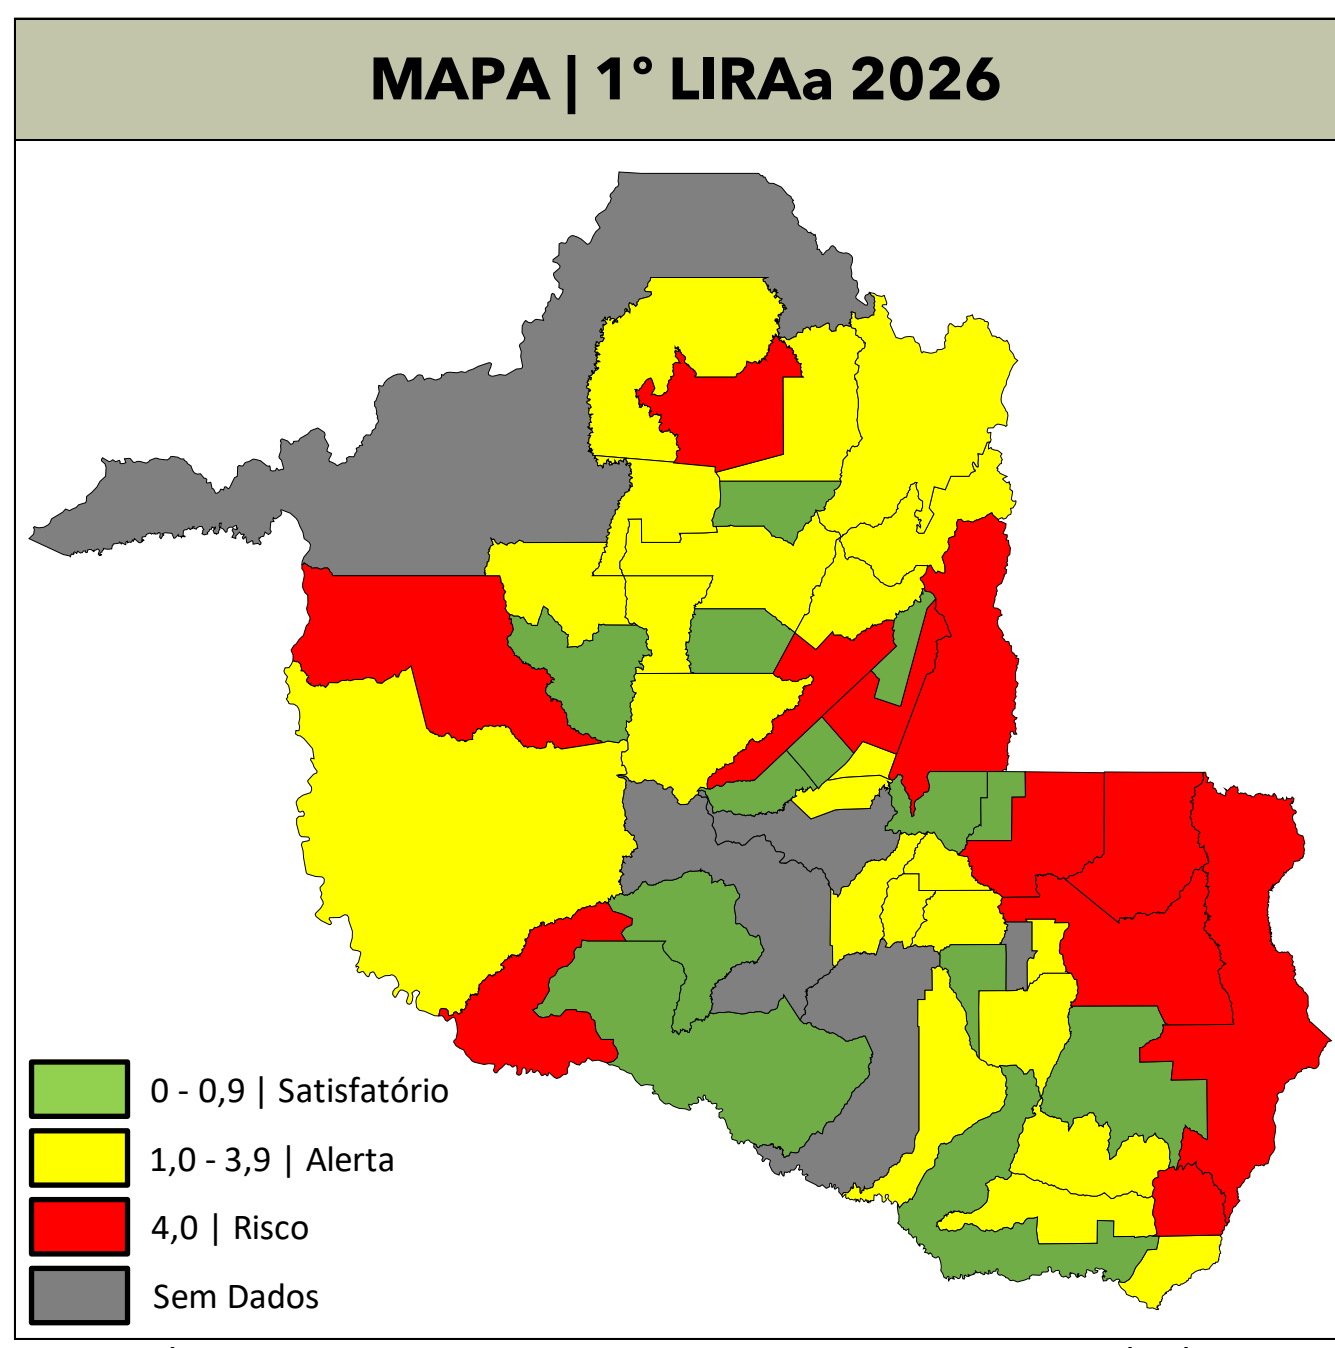 MAPA | 1° LIRAa 2026
0 - 0,9 | Satisfatório
1,0 - 3,9 | Alerta
4,0 | Risco
Sem Dados